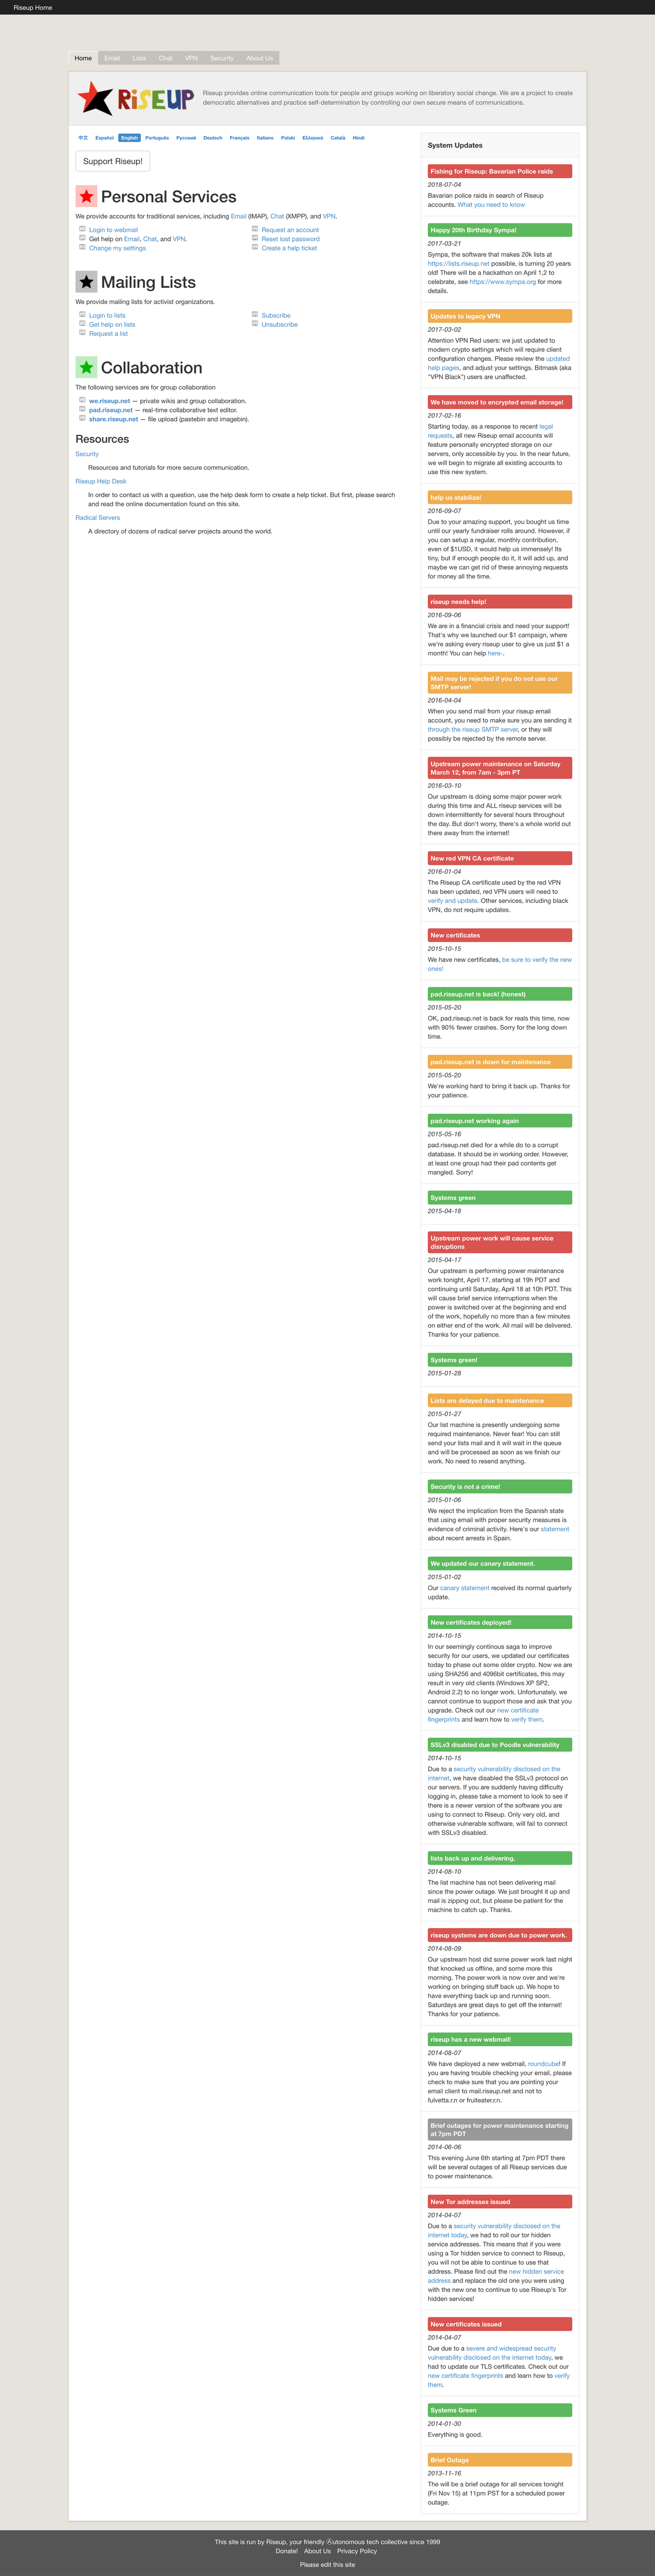 Riseup Home
Home
Email
Lists
Chat
VPN
Security
About Us
RiSEUP
Riseup provides online communication tools for people and groups working on liberatory social change. We are a project to create
democratic alternatives and practice self-determination by controlling our own secure means of communications.
中文 Español English Português Русский Deutsch Français Italiano Polski Ελληνικά Català Hindi
Support Riseup!
Personal Services
We provide accounts for traditional services, including Email (IMAP), Chat (XMPP), and VPN.
Login to webmail
Get help on Email, Chat, and VPN.
Change my settings
Request an account
Reset lost password
Create a help ticket
Mailing Lists
We provide mailing lists for activist organizations.
Login to lists
Get help on lists
Request a list
Subscribe
Unsubscribe
Collaboration
The following services are for group collaboration
we.riseup.net — private wikis and group collaboration.
pad.riseup.net — real-time collaborative text editor.
share.riseup.net — file upload (pastebin and imagebin).
Resources
Security
Resources and tutorials for more secure communication.
Riseup Help Desk
In order to contact us with a question, use the help desk form to create a help ticket. But first, please search
and read the online documentation found on this site.
Radical Servers
A directory of dozens of radical server projects around the world.
System Updates
Fishing for Riseup: Bavarian Police raids
2018-07-04
Bavarian police raids in search of Riseup
accounts. What you need to know
Happy 20th Birthday Sympa!
2017-03-21
Sympa, the software that makes 20k lists at
https://lists.riseup.net possible, is turning 20 years
old! There will be a hackathon on April 1,2 to
celebrate, see https://www.sympa.org for more
details.
Updates to legacy VPN
2017-03-02
Attention VPN Red users: we just updated to
modern crypto settings which will require client
configuration changes. Please review the updated
help pages, and adjust your settings. Bitmask (aka
"VPN Black") users are unaffected.
We have moved to encrypted email storage!
2017-02-16
Starting today, as a response to recent legal
requests, all new Riseup email accounts will
feature personally encrypted storage on our
servers, only accessible by you. In the near future,
we will begin to migrate all existing accounts to
use this new system.
help us stabilize!
2016-09-07
Due to your amazing support, you bought us time
until our yearly fundraiser rolls around. However, if
you can setup a regular, monthly contribution,
even of $1USD, it would help us immensely! Its
tiny, but if enough people do it, it will add up, and
maybe we can get rid of these annoying requests
for money all the time.
riseup needs help!
2016-09-06
We are in a financial crisis and need your support!
That's why we launched our $1 campaign, where
we're asking every riseup user to give us just $1 a
month! You can help here-.
Mail may be rejected if you do not use our
SMTP server!
2016-04-04
When you send mail from your riseup email
account, you need to make sure you are sending it
through the riseup SMTP server, or they will
possibly be rejected by the remote server.
Upstream power maintenance on Saturday
March 12, from 7am - 3pm PT
2016-03-10
Our upstream is doing some major power work
during this time and ALL riseup services will be
down intermittently for several hours throughout
the day. But don't worry, there's a whole world out
there away from the internet!
New red VPN CA certificate
2016-01-04
The Riseup CA certificate used by the red VPN
has been updated, red VPN users will need to
verify and update. Other services, including black
VPN, do not require updates.
New certificates
2015-10-15
We have new certificates, be sure to verify the new
ones!
pad.riseup.net is back! (honest)
2015-05-20
OK, pad.riseup.net is back for reals this time, now
with 90% fewer crashes. Sorry for the long down
time.
pad.riseup.net is down for maintenance
2015-05-20
We're working hard to bring it back up. Thanks for
your patience.
pad.riseup.net working again
2015-05-16
pad.riseup.net died for a while do to a corrupt
database. It should be in working order. However,
at least one group had their pad contents get
mangled. Sorry!
Systems green
2015-04-18
Upstream power work will cause service
disruptions
2015-04-17
Our upstream is performing power maintenance
work tonight, April 17, starting at 19h PDT and
continuing until Saturday, April 18 at 10h PDT. This
will cause brief service interruptions when the
power is switched over at the beginning and end
of the work, hopefully no more than a few minutes
on either end of the work. All mail will be delivered.
Thanks for your patience.
Systems green!
2015-01-28
Lists are delayed due to maintenance
2015-01-27
Our list machine is presently undergoing some
required maintenance. Never fear! You can still
send your lists mail and it will wait in the queue
and will be processed as soon as we finish our
work. No need to resend anything.
Security is not a crime!
2015-01-06
We reject the implication from the Spanish state
that using email with proper security measures is
evidence of criminal activity. Here's our statement
about recent arrests in Spain.
We updated our canary statement.
2015-01-02
Our canary statement received its normal quarterly
update.
New certificates deployed!
2014-10-15
In our seemingly continous saga to improve
security for our users, we updated our certificates
today to phase out some older crypto. Now we are
using SHA256 and 4096bit certificates, this may
result in very old clients (Windows XP SP2,
Android 2.2) to no longer work. Unfortunately, we
cannot continue to support those and ask that you
upgrade. Check out our new certificate
fingerprints and learn how to verify them.
SSLv3 disabled due to Poodle vulnerability
2014-10-15
Due to a security vulnerability disclosed on the
internet, we have disabled the SSLv3 protocol on
our servers. If you are suddenly having difficulty
logging in, please take a moment to look to see if
there is a newer version of the software you are
using to connect to Riseup. Only very old, and
otherwise vulnerable software, will fail to connect
with SSLv3 disabled.
lists back up and delivering.
2014-08-10
The list machine has not been delivering mail
since the power outage. We just brought it up and
mail is zipping out, but please be patient for the
machine to catch up. Thanks.
riseup systems are down due to power work.
2014-08-09
Our upstream host did some power work last night
that knocked us offline, and some more this
morning. The power work is now over and we're
working on bringing stuff back up. We hope to
have everything back up and running soon.
Saturdays are great days to get off the internet!
Thanks for your patience.
riseup has a new webmail!
2014-08-07
We have deployed a new webmail, roundcube! If
you are having trouble checking your email, please
check to make sure that you are pointing your
email client to mail.riseup.net and not to
fulvetta.r.n or fruiteater.r.n.
Brief outages for power maintenance starting
at 7pm PDT
2014-06-06
This evening June 6th starting at 7pm PDT there
will be several outages of all Riseup services due
to power maintenance.
New Tor addresses issued
2014-04-07
Due to a security vulnerability disclosed on the
internet today, we had to roll our tor hidden
service addresses. This means that if you were
using a Tor hidden service to connect to Riseup,
you will not be able to continue to use that
address. Please find out the new hidden service
address and replace the old one you were using
with the new one to continue to use Riseup's Tor
hidden services!
New certificates issued
2014-04-07
Due due to a severe and widespread security
vulnerability disclosed on the internet today, we
had to update our TLS certificates. Check out our
new certificate fingerprints and learn how to verify
them.
Systems Green
2014-01-30
Everything is good.
Brief Outage
2013-11-16
The will be a brief outage for all services tonight
(Fri Nov 15) at 11pm PST for a scheduled power
outage.
This site is run by Riseup, your friendly Ⓐutonomous tech collective since 1999
Donate! About Us Privacy Policy
Please edit this site